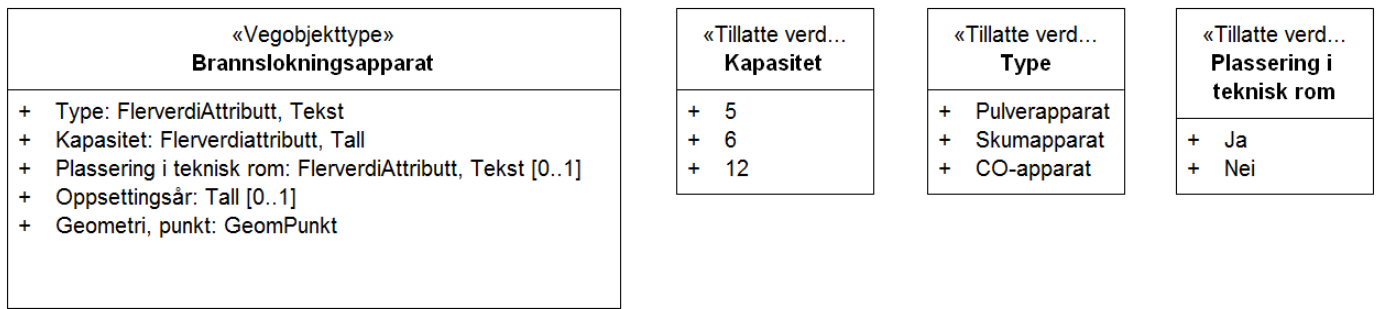 «Vegobjekttype»
Brannslokningsapparat
+ Type: FlerverdiAttributt, Tekst
+ Kapasitet: Flerverdiattributt, Tall
+ Plassering i teknisk rom: FlerverdiAttributt, Tekst [0..1]
+ Oppsettingsår: Tall [0..1]
+ Geometri, punkt: GeomPunkt
«Tillatte verd...
Kapasitet
+ 5
+ 6
+ 12
«Tillatte verd...
Type
+ Pulverapparat
+ Skumapparat
+ CO-apparat
«Tillatte verd...
Plassering i
teknisk rom
+ Ja
+ Nei